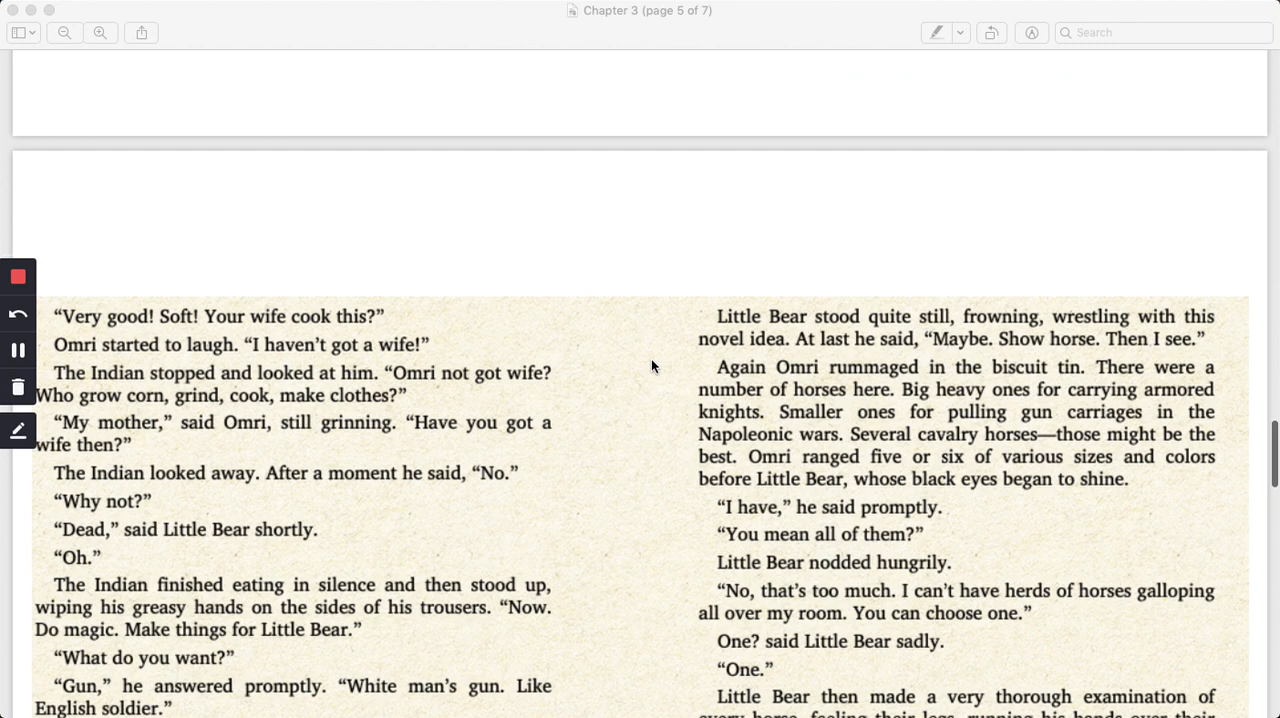 Chapter 3 (page 5 of 7)
Search
“Very good! Soft! Your wife cook this?”
Omri started to laugh. “I haven’t got a wife!”
The Indian stopped and looked at him. “Omri not got wife?
Who grow corn, grind, cook, make clothes?”
“My mother,” said Omri, still grinning. “Have you got a
wife then?”
The Indian looked away. After a moment he said, “No.”
“Why not?”
“Dead,” said Little Bear shortly.
“Oh.”
The Indian finished eating in silence and then stood up,
wiping his greasy hands on the sides of his trousers. “Now.
Do magic. Make things for Little Bear.”
“What do you want?”
“Gun,” he answered promptly. “White man’s gun. Like
English soldier.”
Little Bear stood quite still, frowning, wrestling with this
novel idea. At last he said, “Maybe. Show horse. Then I see.”
Again Omri rummaged in the biscuit tin. There were a
number of horses here. Big heavy ones for carrying armored
knights. Smaller ones for pulling gun carriages in the
Napoleonic wars. Several cavalry horses—those might be the
best. Omri ranged five or six of various sizes and colors
before Little Bear, whose black eyes began to shine.
“I have,” he said promptly.
“You mean all of them?”
Little Bear nodded hungrily.
“No, that’s too much. I can’t have herds of horses galloping
all over my room. You can choose one.”
One? said Little Bear sadly.
“One.”
Little Bear then made a very thorough examination of
every horse, feeling their legs, running his hands over their